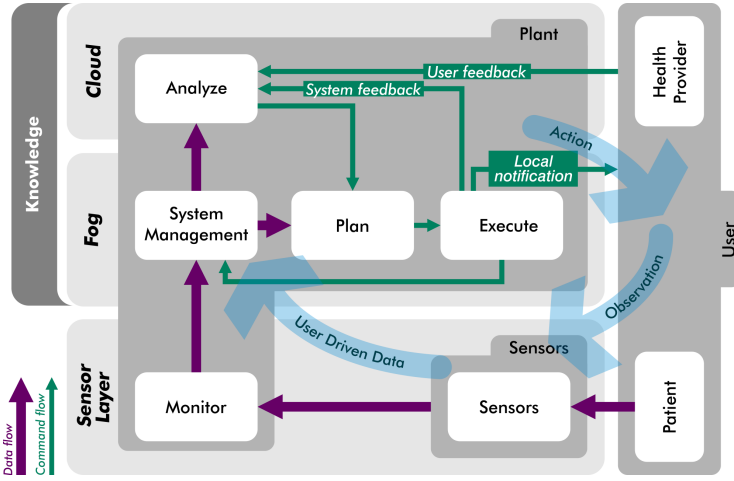 Knowledge
Cloud
Fog
Sensor
Layer
Plant
Analyze
User feedback
System feedback
Health
Provider
Action
Local
notification
System
Management
Plan
Execute
User
Observation
User Driven Data
Sensors
Monitor
Sensors
Patient
Data flow
Command flow